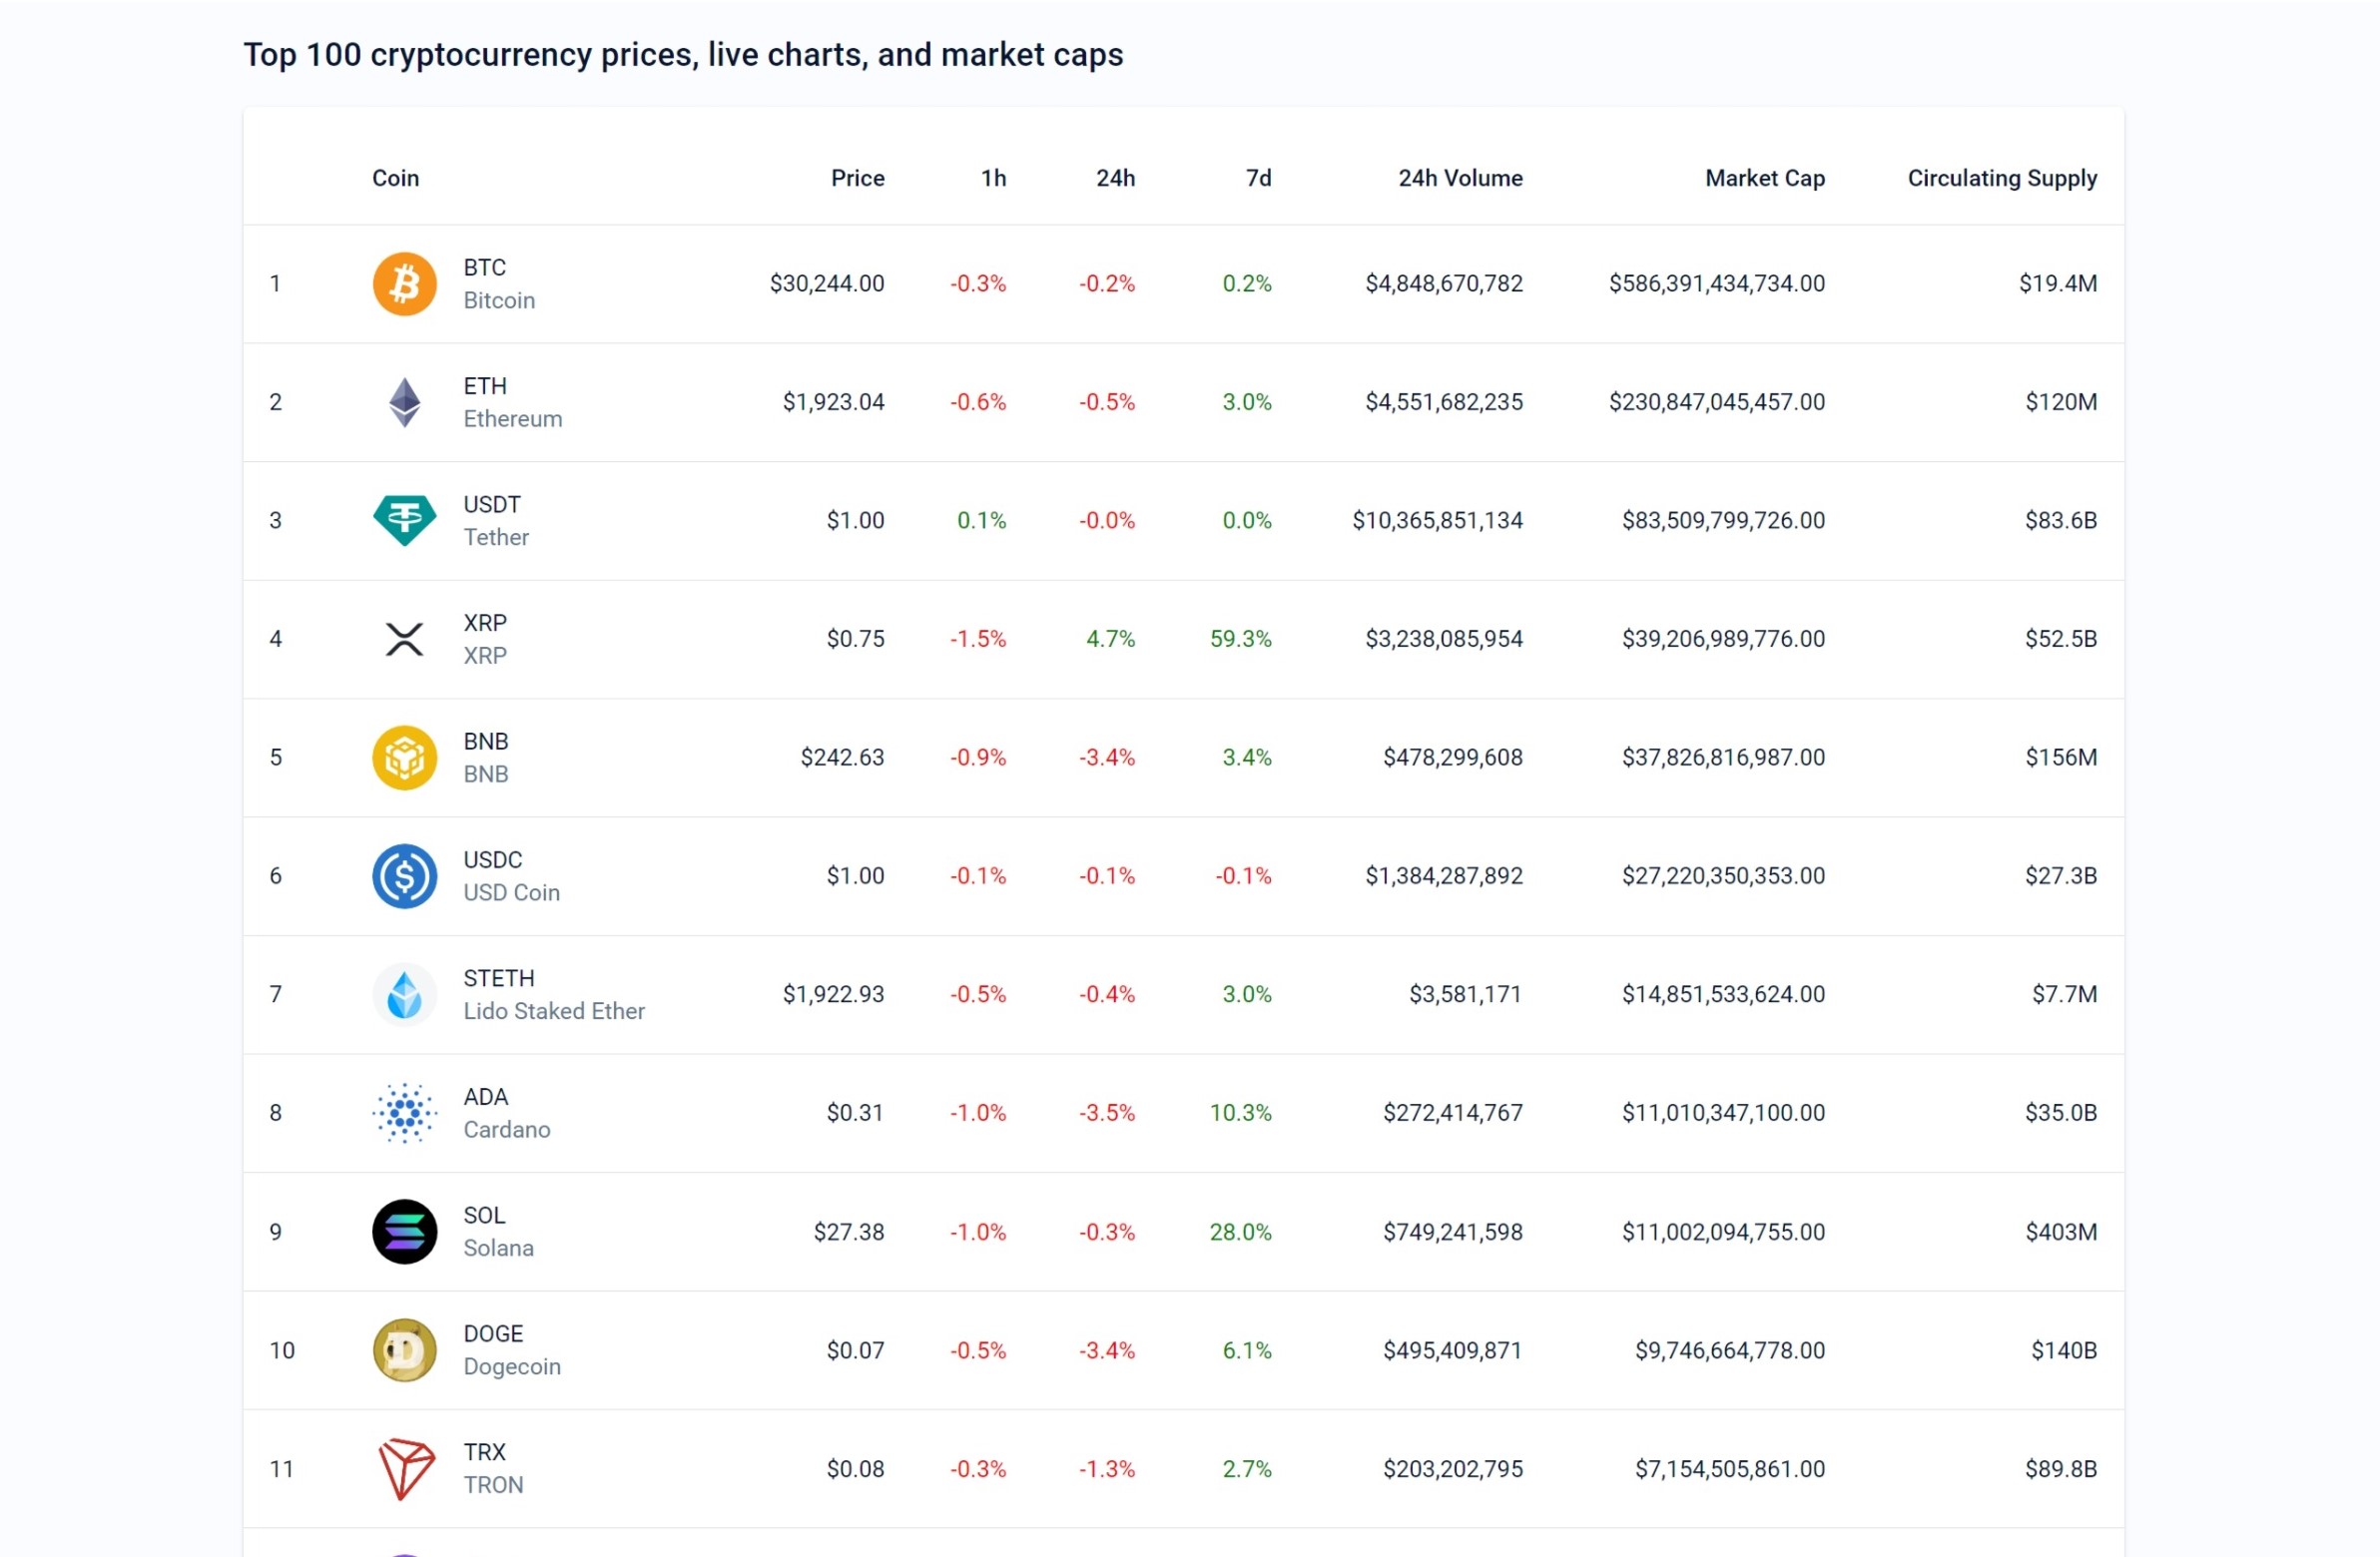 Top 100 cryptocurrency prices, live charts, and market caps
Coin Price 1h 24h 7d 24h Volume Market Cap Circulating Supply
1 BTC Bitcoin $30,244.00 -0.3% -0.2% 0.2% $4,848,670,782 $586,391,434,734.00 $19.4M
2 ETH Ethereum $1,923.04 -0.6% -0.5% 3.0% $4,551,682,235 $230,847,045,457.00 $120M
3 USDT Tether $1.00 0.1% -0.0% 0.0% $10,365,851,134 $83,509,799,726.00 $83.6B
4 XRP XRP $0.75 -1.5% 4.7% 59.3% $3,238,085,954 $39,206,989,776.00 $52.5B
5 BNB BNB $242.63 -0.9% -3.4% 3.4% $478,299,608 $37,826,816,987.00 $156M
6 USDC USD Coin $1.00 -0.1% -0.1% -0.1% $1,384,287,892 $27,220,350,353.00 $27.3B
7 STETH Lido Staked Ether $1,922.93 -0.5% -0.4% 3.0% $3,581,171 $14,851,533,624.00 $7.7M
8 ADA Cardano $0.31 -1.0% -3.5% 10.3% $272,414,767 $11,010,347,100.00 $35.0B
9 SOL Solana $27.38 -1.0% -0.3% 28.0% $749,241,598 $11,002,094,755.00 $403M
10 DOGE Dogecoin $0.07 -0.5% -3.4% 6.1% $495,409,871 $9,746,664,778.00 $140B
11 TRX TRON $0.08 -0.3% -1.3% 2.7% $203,202,795 $7,154,505,861.00 $89.8B